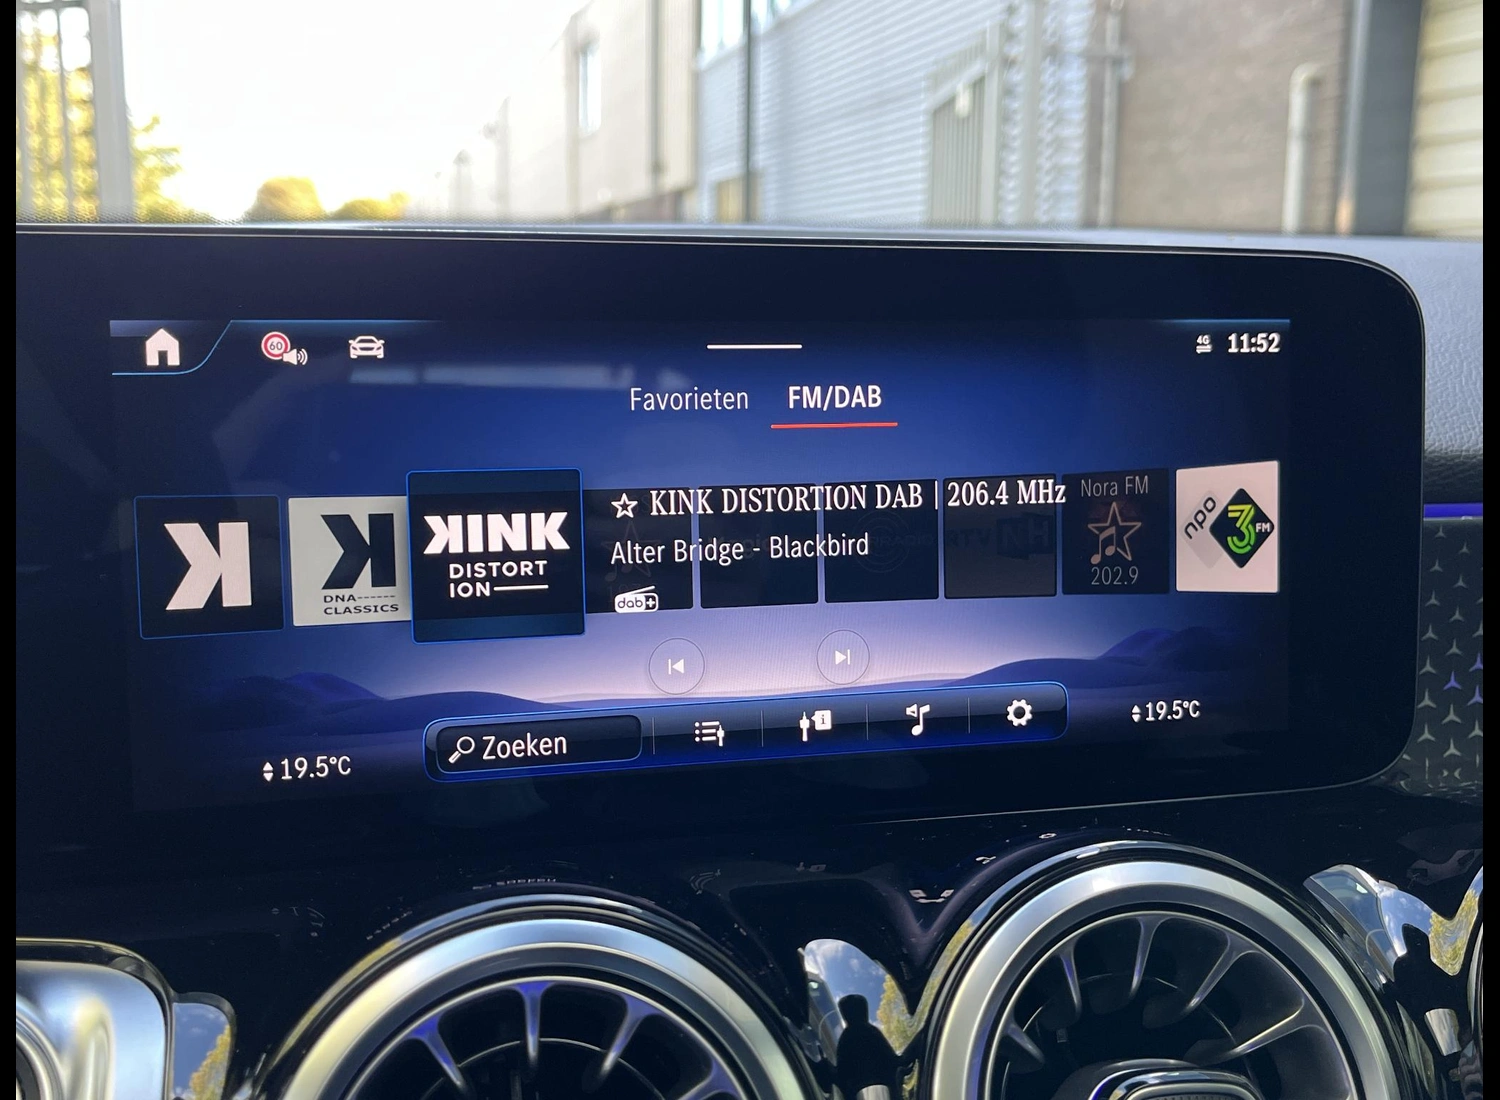 60
4G 11:52
Favorieten FM/DAB
KINK DISTORTION DAB | 206.4 MHz
Alter Bridge - Blackbird
dab+
K
K
DNA------
CLASSICS
KINK
DISTORT
ION
Nora FM
202.9
npo
3FM
Zoeken
19.5°C
19.5°C